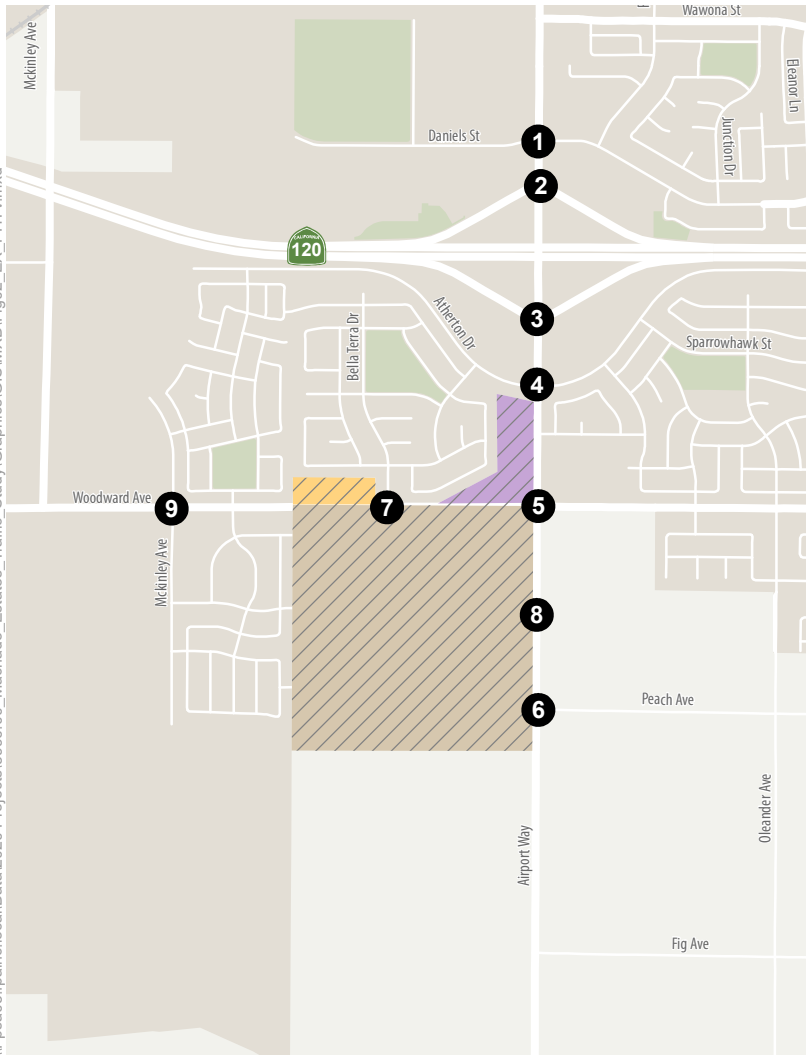 Wawona St
Mckinley Ave
Eleanor Ln
Junction Dr
Daniels St
1
2
CALIFORNIA
120
3
Atherton Dr
Bella Terra Dr
Sparrowhawk St
4
Woodward Ave
9
7
5
Mckinley Ave
8
6
Peach Ave
Oleander Ave
Airport Way
Fig Ave